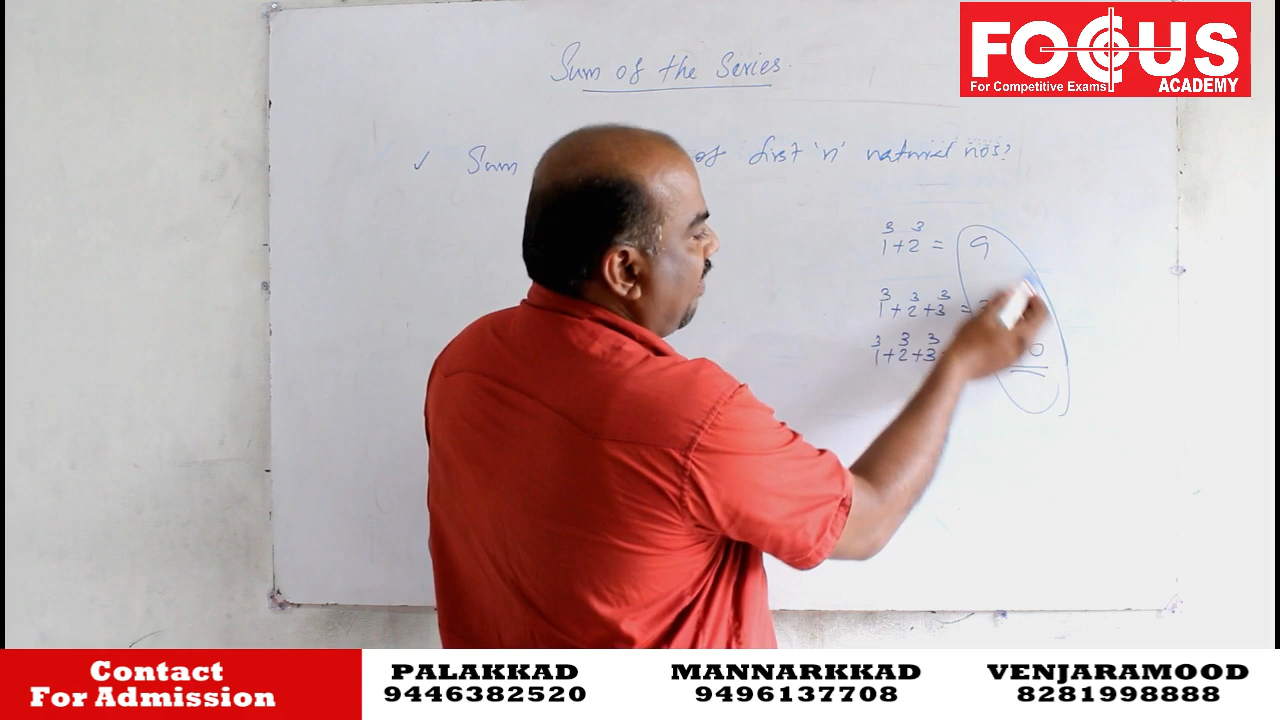 FOCUS
For Competitive Exams ACADEMY
Sum of the Series.
✓ Sum of first 'n' natural nos?
3 3
1+2 = 9
3 3 3
1+2+3 =
3 3 3
1+2+3
0
Contact
For Admission
PALAKKAD
9446382520
MANNARKKAD
9496137708
VENJARAMOOD
8281998888